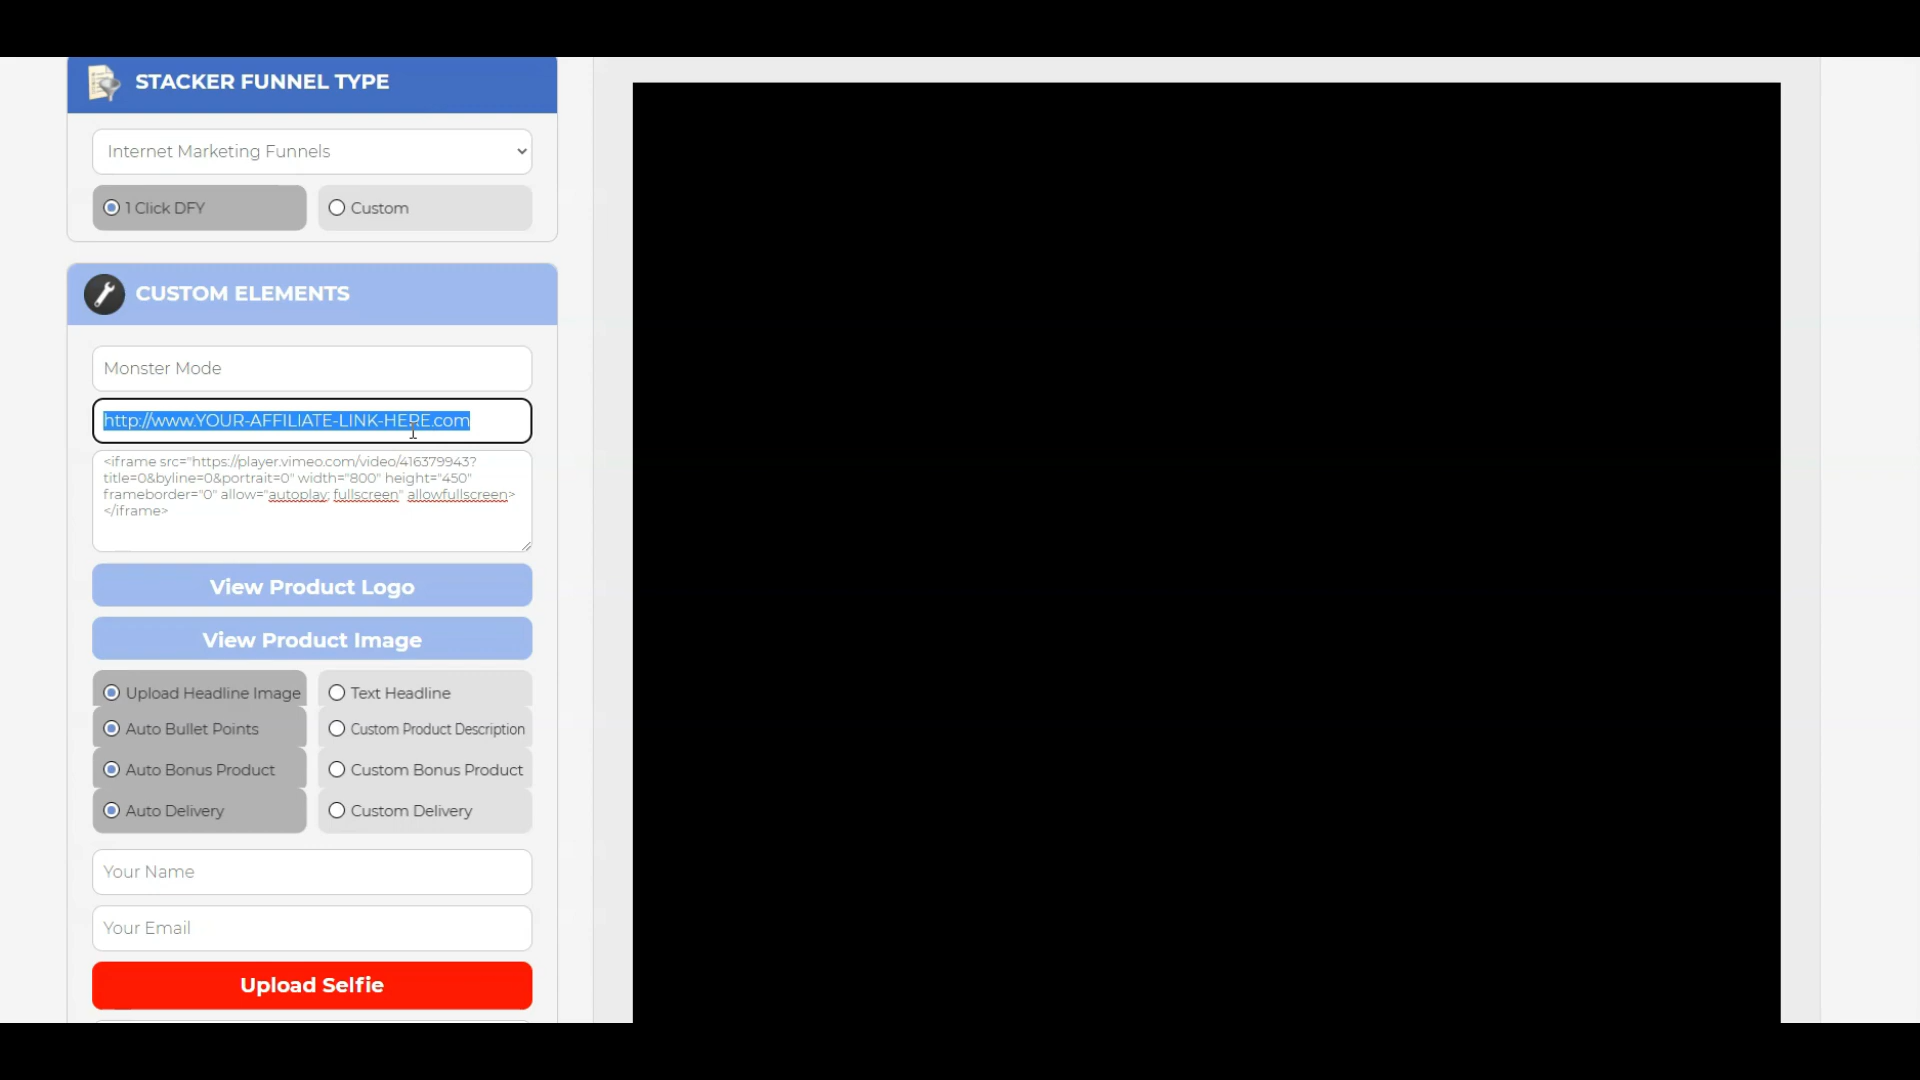 STACKER FUNNEL TYPE
Internet Marketing Funnels
1 Click DFY
Custom
CUSTOM ELEMENTS
Monster Mode
http://www.YOUR-AFFILIATE-LINK-HERE.com
<iframe src="https://player.vimeo.com/video/416379943?
title=0&byline=0&portrait=0" width="800" height="450"
frameborder="0" allow="autoplay; fullscreen" allowfullscreen>
</iframe>
View Product Logo
View Product Image
Upload Headline Image
Text Headline
Auto Bullet Points
Custom Product Description
Auto Bonus Product
Custom Bonus Product
Auto Delivery
Custom Delivery
Your Name
Your Email
Upload Selfie